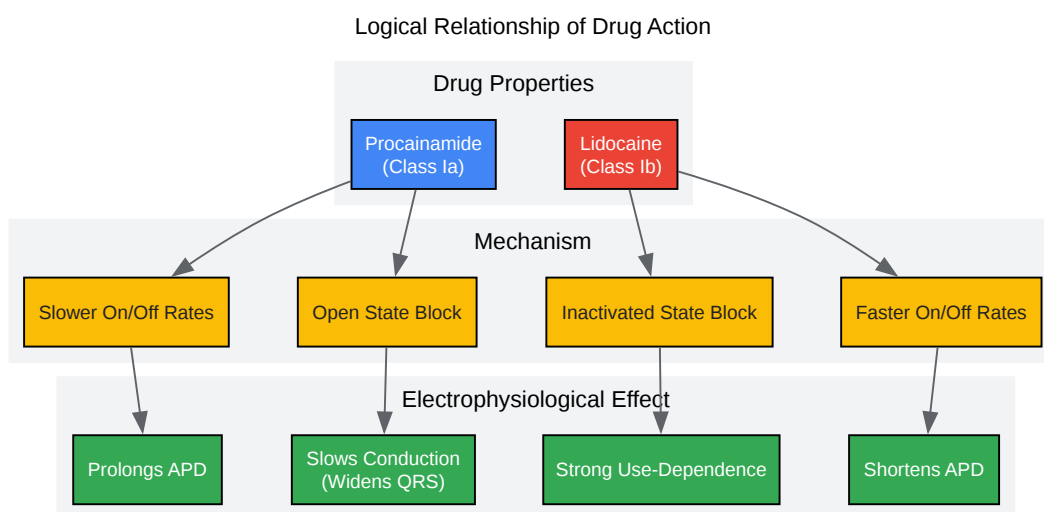 Logical Relationship of Drug Action
Drug Properties
Procainamide
(Class Ia)
Lidocaine
(Class Ib)
Mechanism
Slower On/Off Rates
Open State Block
Inactivated State Block
Faster On/Off Rates
Electrophysiological Effect
Prolongs APD
Slows Conduction
(Widens QRS)
Strong Use-Dependence
Shortens APD